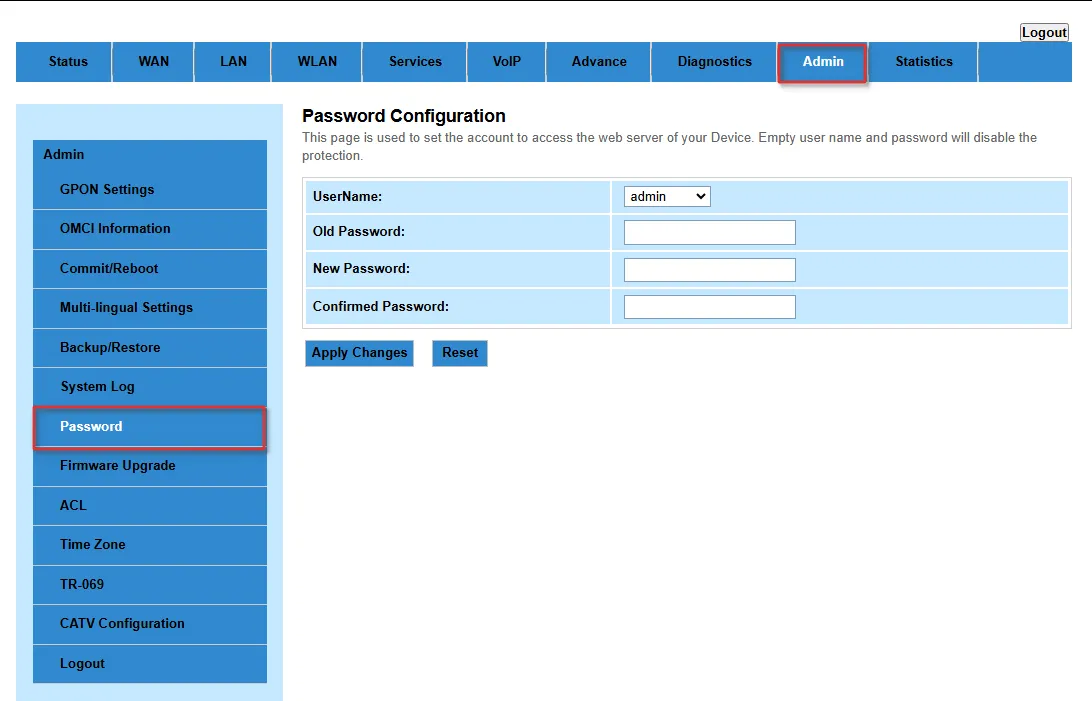 Logout
Status WAN LAN WLAN Services VoIP Advance Diagnostics Admin Statistics
Admin
GPON Settings
OMCI Information
Commit/Reboot
Multi-lingual Settings
Backup/Restore
System Log
Password
Firmware Upgrade
ACL
Time Zone
TR-069
CATV Configuration
Logout
Password Configuration
This page is used to set the account to access the web server of your Device. Empty user name and password will disable the
protection.
UserName: admin
Old Password:
New Password:
Confirmed Password:
Apply Changes Reset